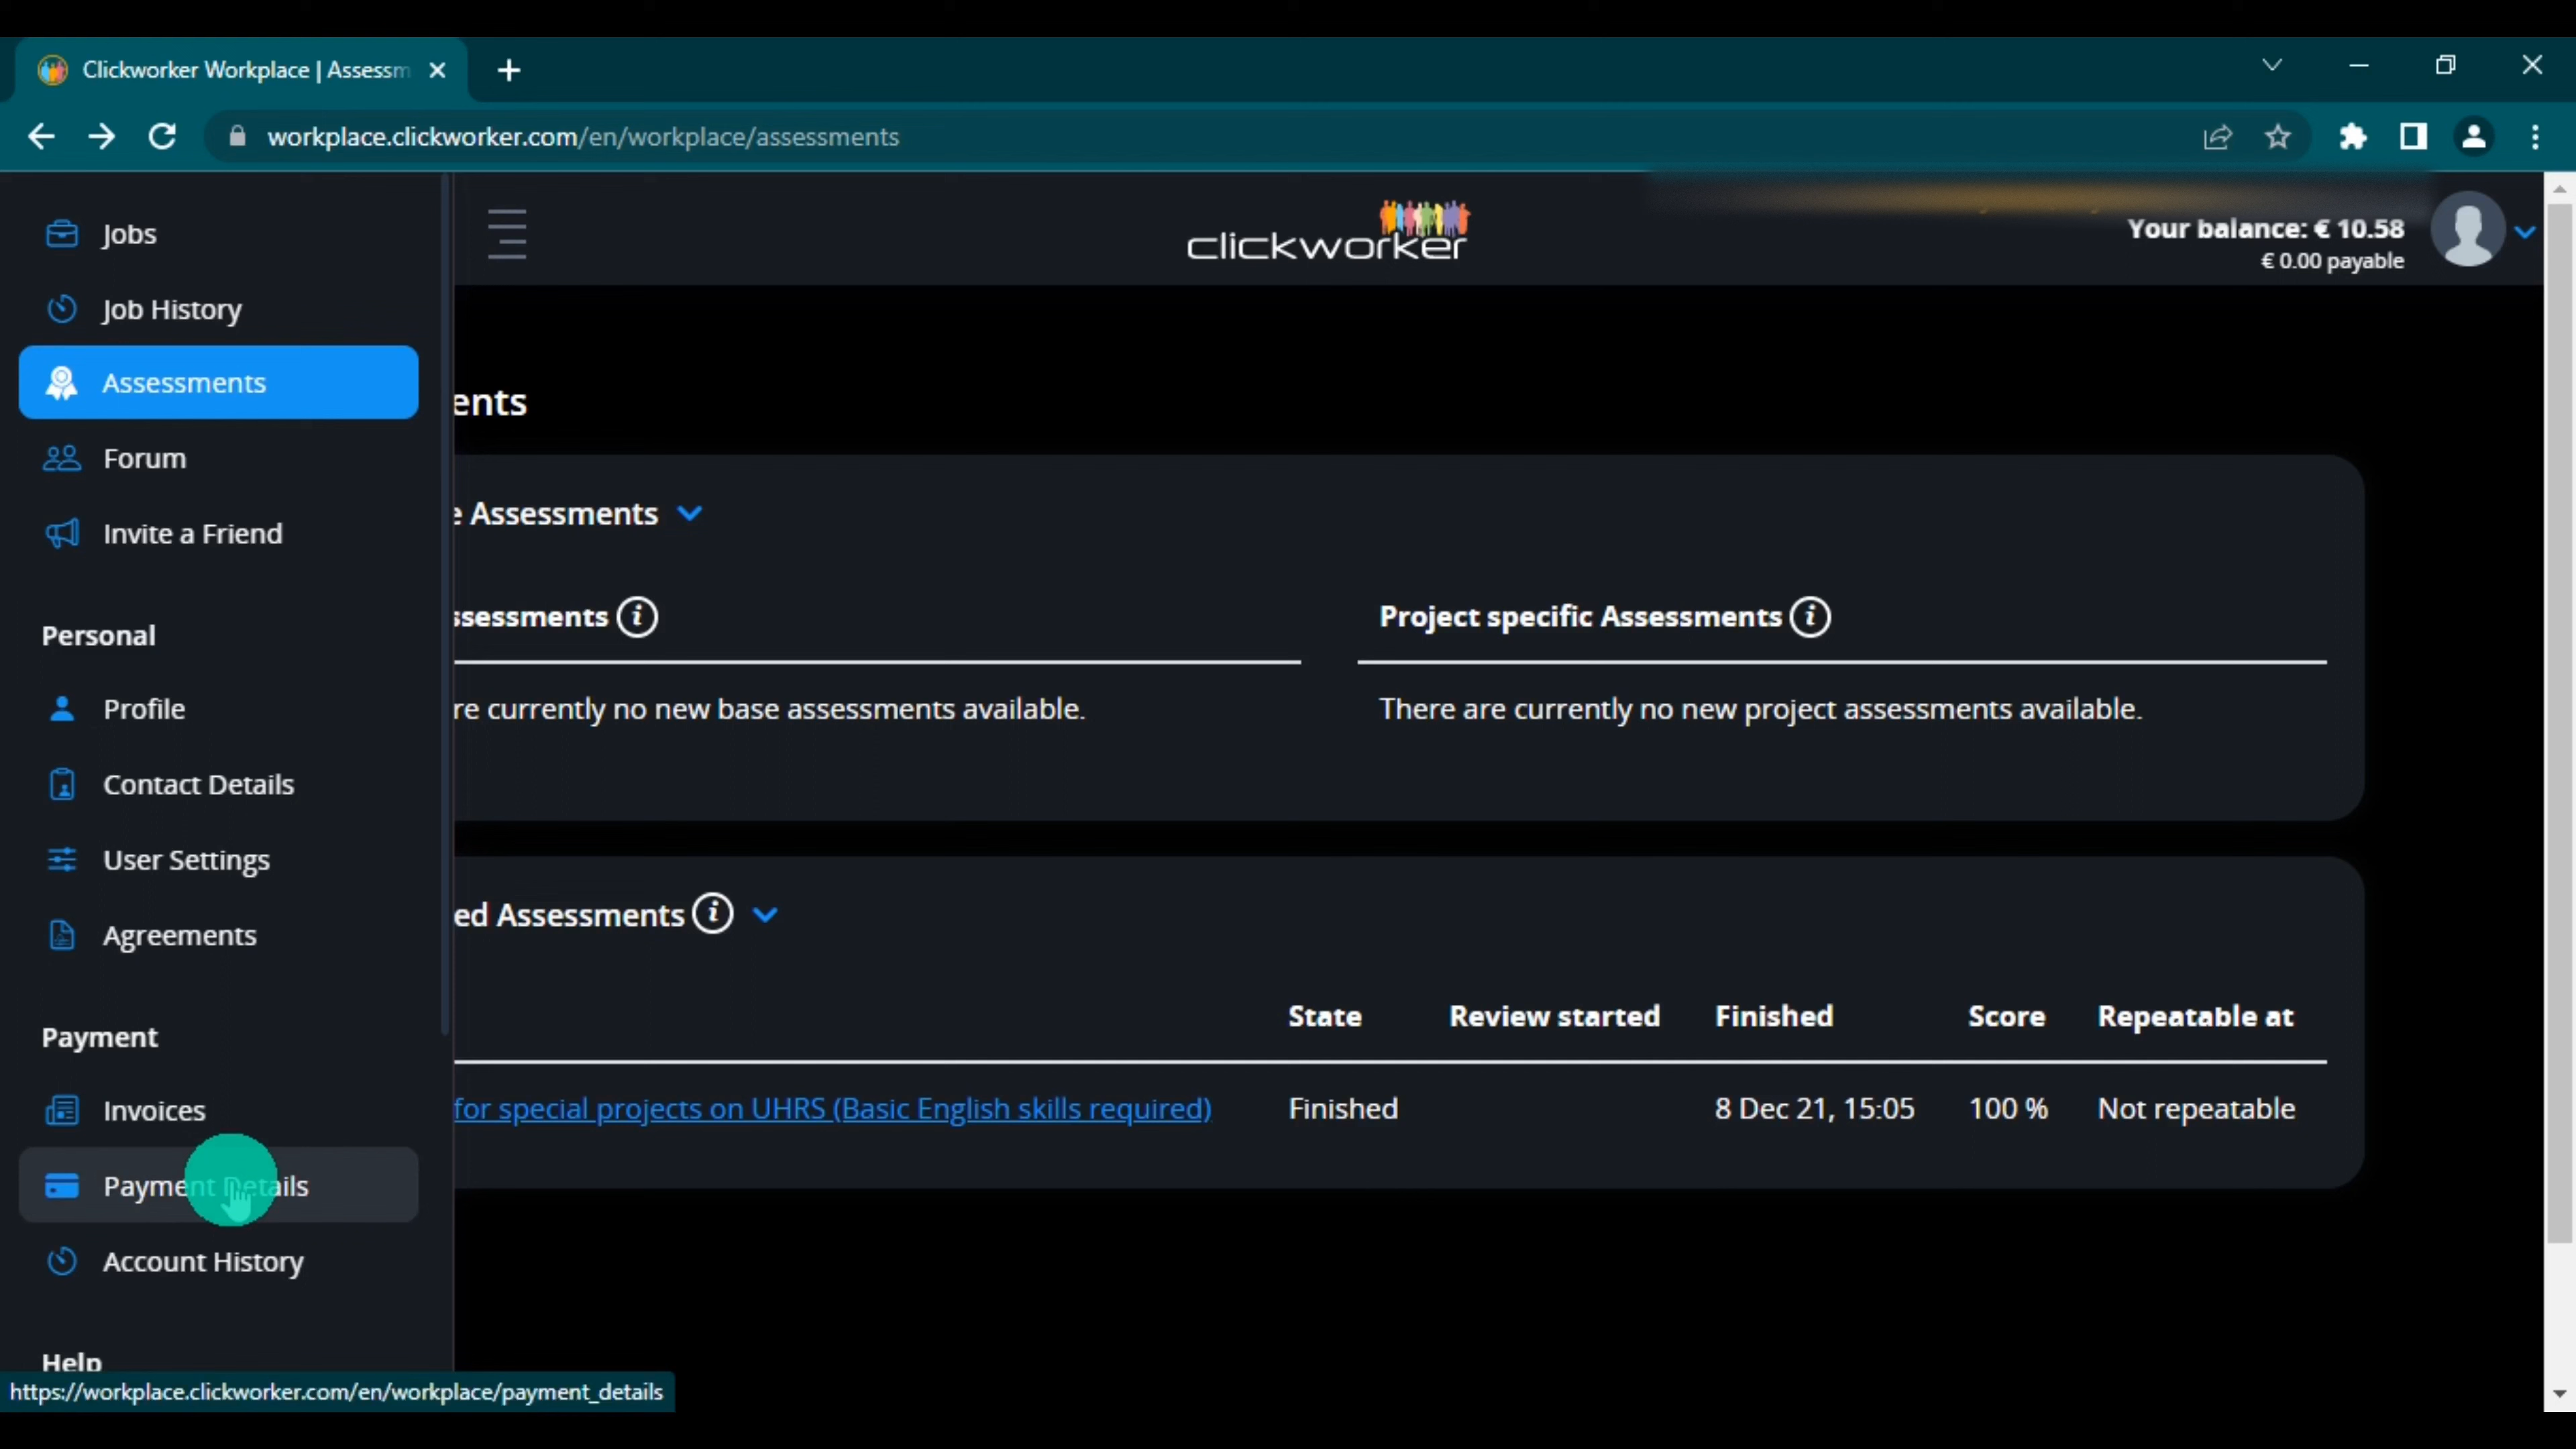 Clickworker Workplace | Assessm
workplace.clickworker.com/en/workplace/assessments
Jobs
Job History
Assessments
Forum
Invite a Friend
Personal
Profile
Contact Details
User Settings
Agreements
Payment
Invoices
Payment Details
Account History
Help
https://workplace.clickworker.com/en/workplace/payment_details
clickworker
Your balance: € 10.58
€ 0.00 payable
ents
e Assessments
ssessments
re currently no new base assessments available.
Project specific Assessments
There are currently no new project assessments available.
ed Assessments
State Review started Finished Score Repeatable at
for special projects on UHRS (Basic English skills required) Finished 8 Dec 21, 15:05 100 % Not repeatable